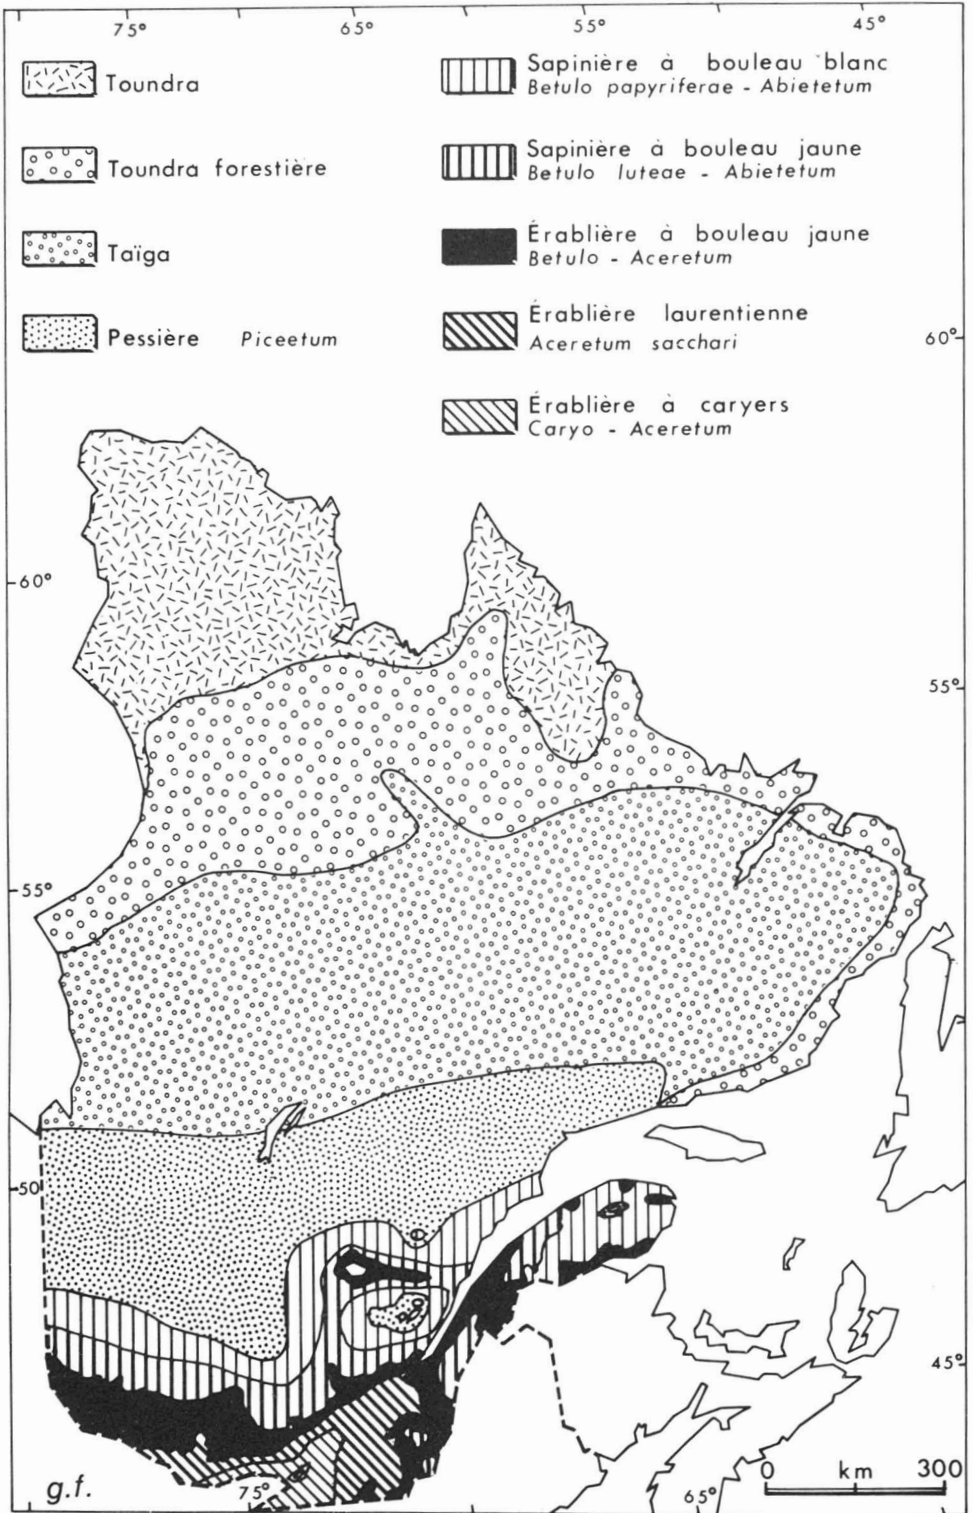 75° 65° 55° 45°
Toundra
Toundra forestière
Taïga
Pessière Piceetum
Sapinière à bouleau blanc
Betulo papyriferae - Abietetum
Sapinière à bouleau jaune
Betulo luteae - Abietetum
Érablière à bouleau jaune
Betulo - Aceretum
Érablière laurentienne
Aceretum sacchari
Érablière à caryers
Caryo - Aceretum
60°
60°
55°
55°
50°
45°
0 km 300
g.f.
75°
65°